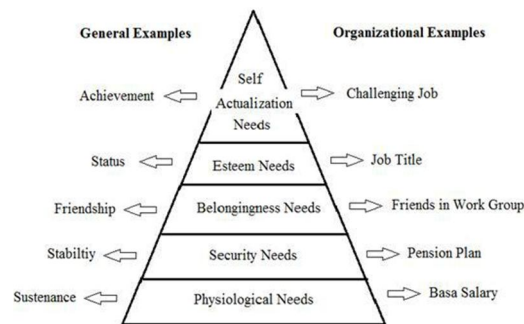 General Examples
Organizational Examples
Self
Actualization
Needs
Achievement
Challenging Job
Status
Esteem Needs
Job Title
Friendship
Belongingness Needs
Friends in Work Group
Stabiltiy
Security Needs
Pension Plan
Sustenance
Physiological Needs
Basa Salary